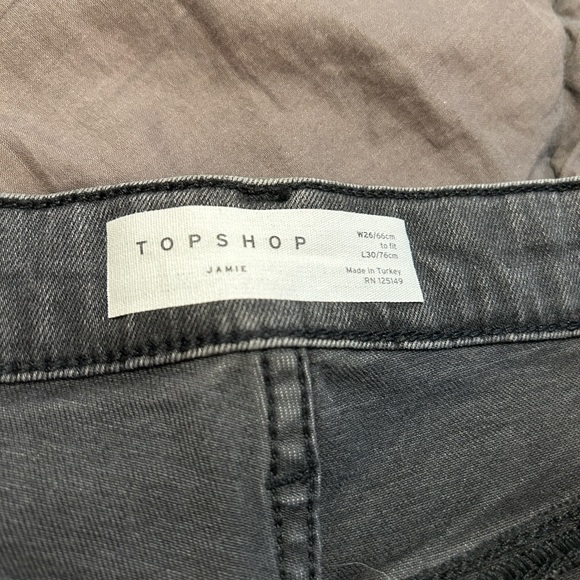 TOPSHOP
JAMIE
W26/66cm
to fit
L30/76cm
Made in Turkey
RN 125149